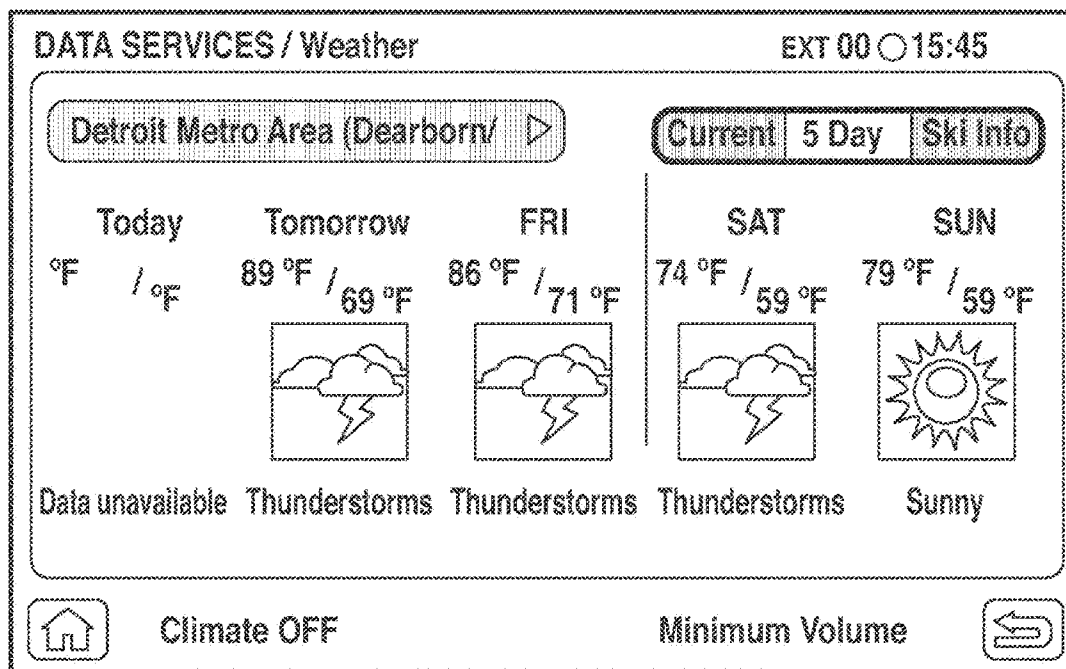 DATA SERVICES / Weather EXT 00 15:45
Detroit Metro Area (Dearborn/ Current 5 Day Ski Info
Today Tomorrow FRI SAT SUN
°F / °F 89 °F / 69 °F 86 °F / 71 °F 74 °F / 59 °F 79 °F / 59 °F
Data unavailable Thunderstorms Thunderstorms Thunderstorms Sunny
Climate OFF Minimum Volume